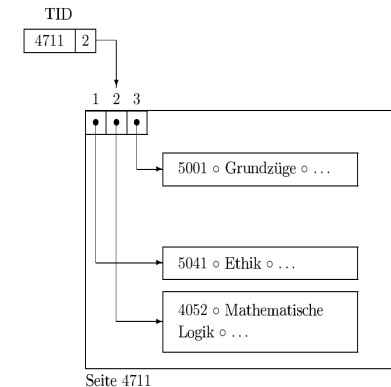 TID
4711 2
1 2 3
5001 ∘ Grundzüge ∘ ...
5041 ∘ Ethik ∘ ...
4052 ∘ Mathematische
Logik ∘ ...
Seite 4711